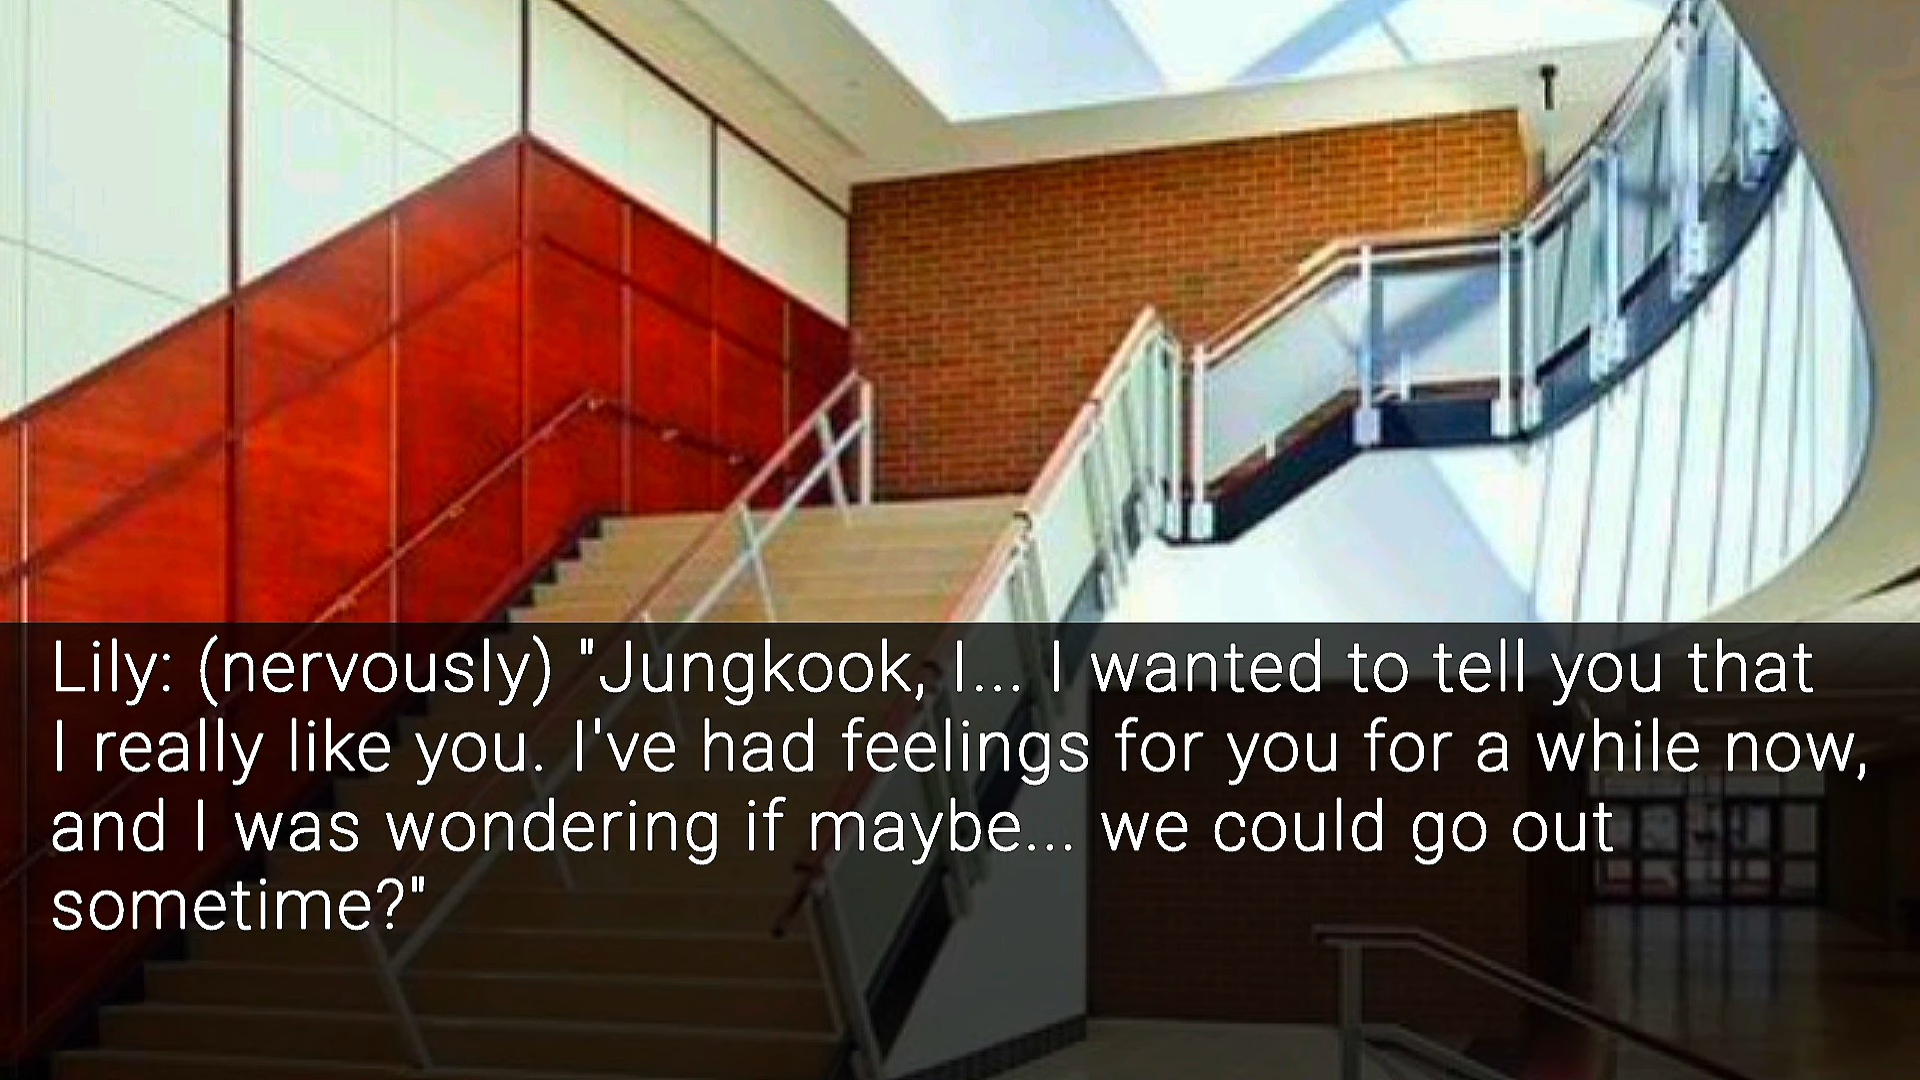 Lily: (nervously) "Jungkook, I... I wanted to tell you that
I really like you. I've had feelings for you for a while now,
and I was wondering if maybe... we could go out
sometime?"